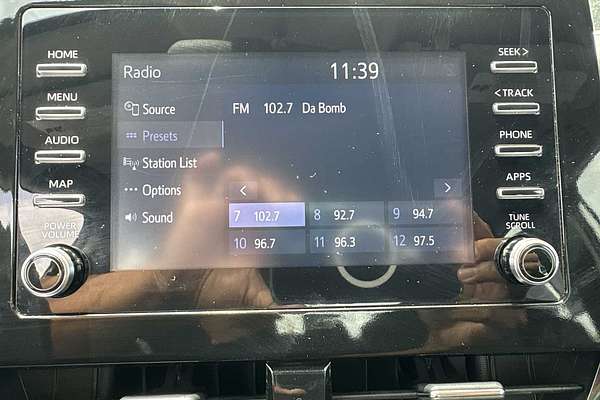 HOME
MENU
AUDIO
MAP
POWER
VOLUME
Radio 11:39
Source
Presets
Station List
Options
Sound
FM 102.7 Da Bomb
7 102.7 8 92.7 9 94.7
10 96.7 11 96.3 12 97.5
SEEK >
< TRACK
PHONE
APPS
TUNE
SCROLL